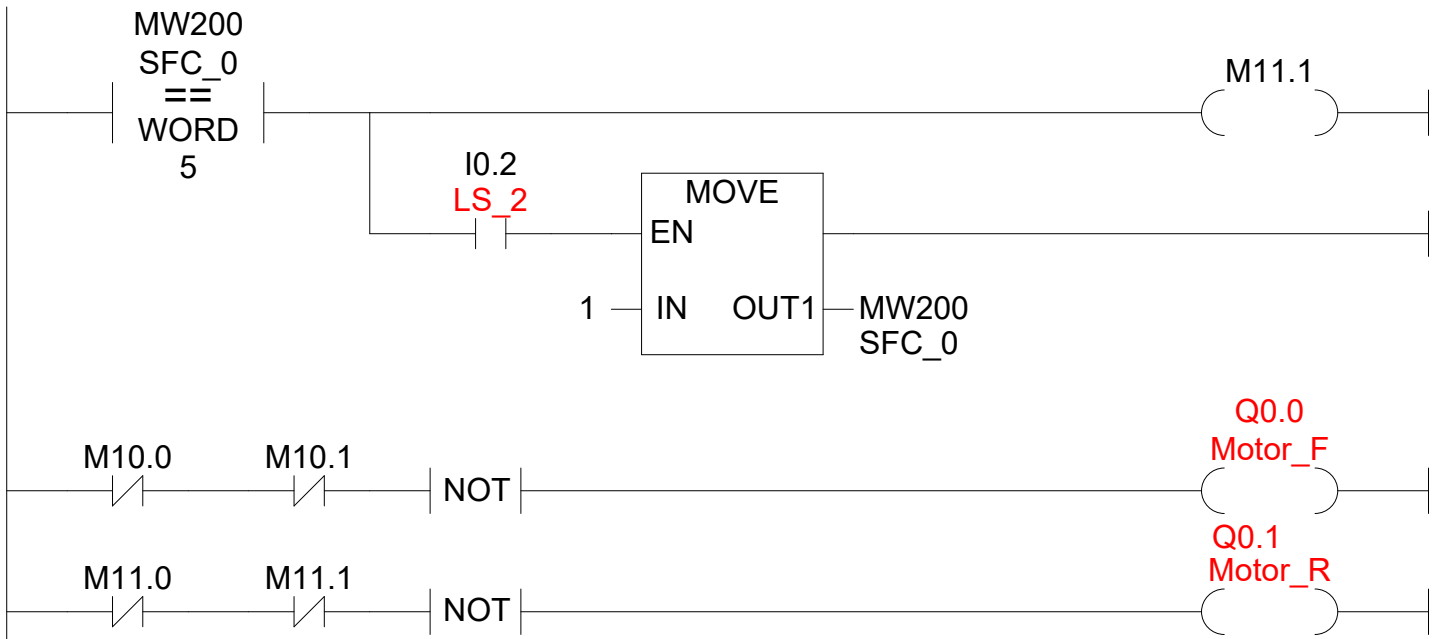 MW200
SFC_0
==
WORD
5
M11.1
I0.2
LS_2
MOVE
EN
1 IN OUT1 MW200
SFC_0
Q0.0
Motor_F
M10.0 M10.1
NOT
Q0.1
Motor_R
M11.0 M11.1
NOT